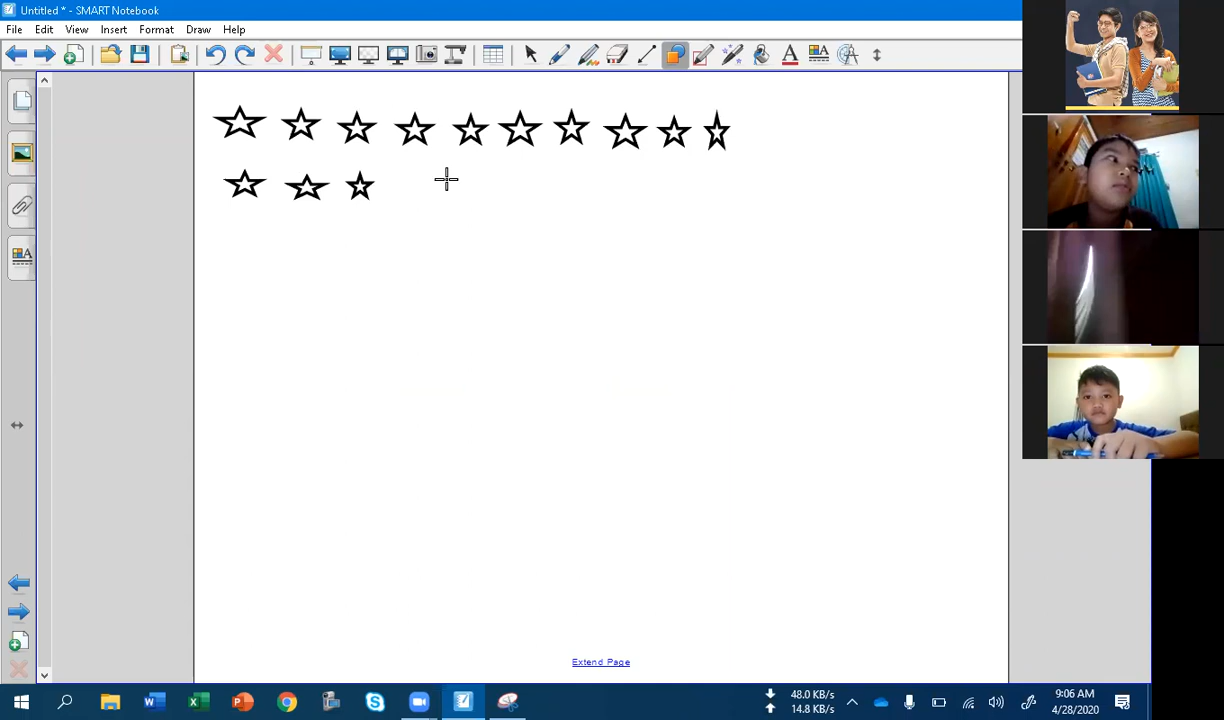 Untitled * - SMART Notebook
File Edit View Insert Format Draw Help
Extend Page
48.0 KB/s
14.8 KB/s
9:06 AM
4/28/2020